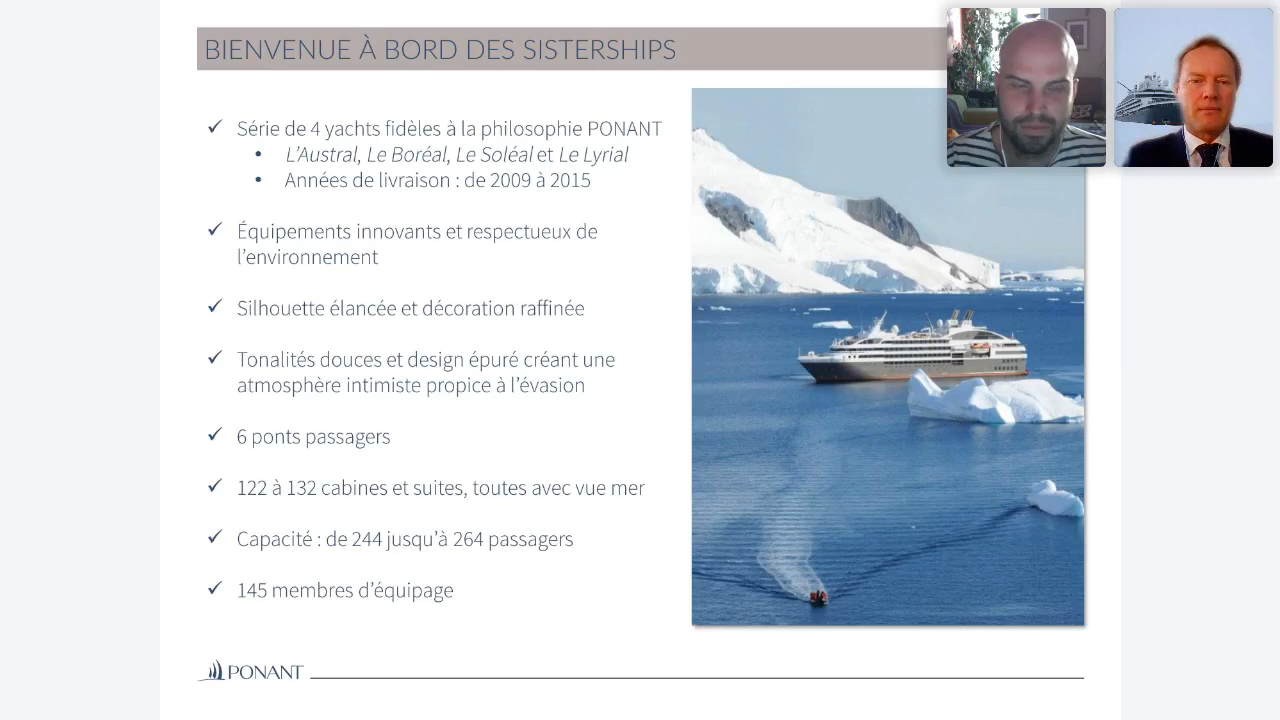 BIENVENUE À BORD DES SISTERSHIPS
✓ Série de 4 yachts fidèles à la philosophie PONANT
• L'Austral, Le Boréal, Le Soléal et Le Lyrial
• Années de livraison : de 2009 à 2015
✓ Équipements innovants et respectueux de
l'environnement
✓ Silhouette élancée et décoration raffinée
✓ Tonalités douces et design épuré créant une
atmosphère intimiste propice à l'évasion
✓ 6 ponts passagers
✓ 122 à 132 cabines et suites, toutes avec vue mer
✓ Capacité : de 244 jusqu'à 264 passagers
✓ 145 membres d'équipage
PONANT